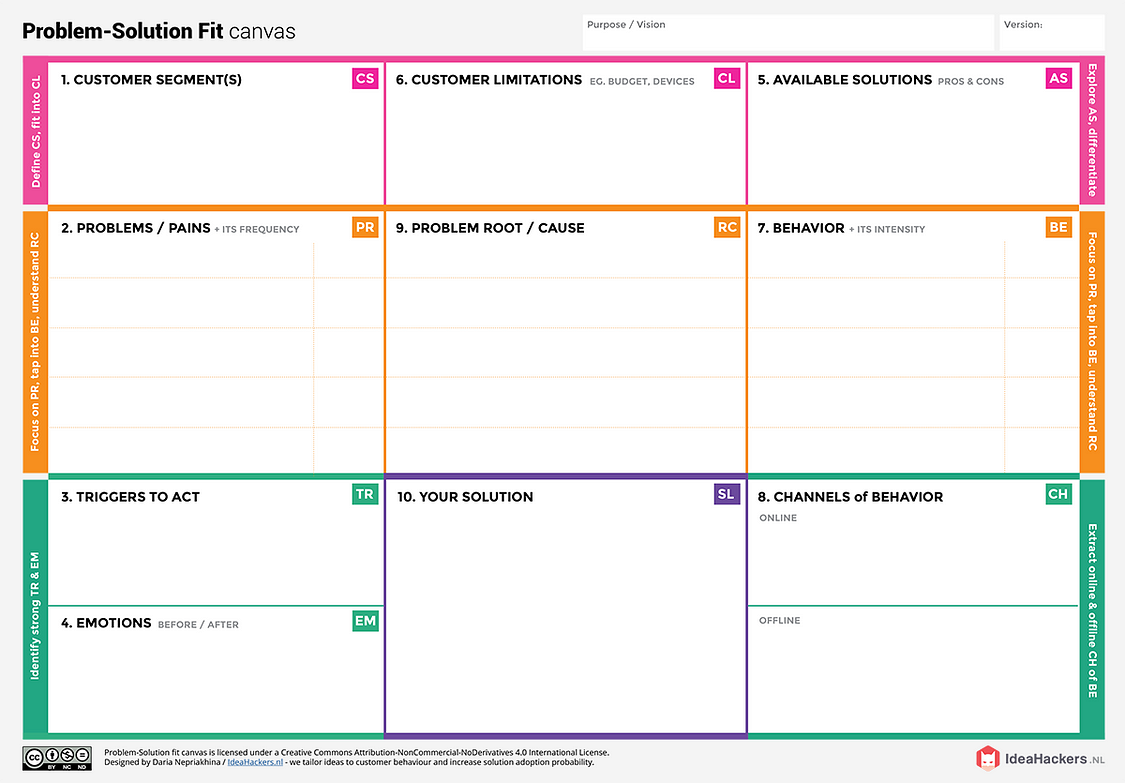 Problem-Solution Fit canvas
Purpose / Vision
Version:
Define CS, fit into CL
1. CUSTOMER SEGMENT(S)
CS
6. CUSTOMER LIMITATIONS EG. BUDGET, DEVICES
CL
5. AVAILABLE SOLUTIONS PROS & CONS
AS
Explore AS, differentiate
Focus on PR, tap into BE, understand RC
2. PROBLEMS / PAINS + ITS FREQUENCY
PR
9. PROBLEM ROOT / CAUSE
RC
7. BEHAVIOR + ITS INTENSITY
BE
Focus on PR, tap into BE, understand RC
Identify strong TR & EM
3. TRIGGERS TO ACT
TR
10. YOUR SOLUTION
SL
8. CHANNELS of BEHAVIOR
CH
ONLINE
Extract online & offline CH of BE
4. EMOTIONS BEFORE / AFTER
EM
OFFLINE
cc BY NC ND
Problem-Solution fit canvas is licensed under a Creative Commons Attribution-NonCommercial-NoDerivatives 4.0 International License.
Designed by Daria Nepriakhina / IdeaHackers.nl - we tailor ideas to customer behaviour and increase solution adoption probability.
IdeaHackers.NL